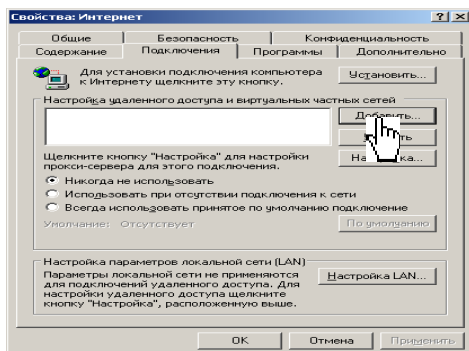 Свойства: Интернет
Общие Безопасность Конфиденциальность
Содержание Подключения Программы Дополнительно
Для установки подключения компьютера
к Интернету щелкните эту кнопку.
Установить...
Настройка удаленного доступа и виртуальных частных сетей
Щелкните кнопку "Настройка" для настройки
прокси-сервера для этого подключения.
Никогда не использовать
Использовать при отсутствии подключения к сети
Всегда использовать принятое по умолчанию подключение
Умолчание: Отсутствует
По умолчанию
Настройка параметров локальной сети (LAN)
Параметры локальной сети не применяются
для подключений удаленного доступа. Для
настройки удаленного доступа щелкните
кнопку "Настройка", расположенную выше.
Настройка LAN...
OK Отмена Применить